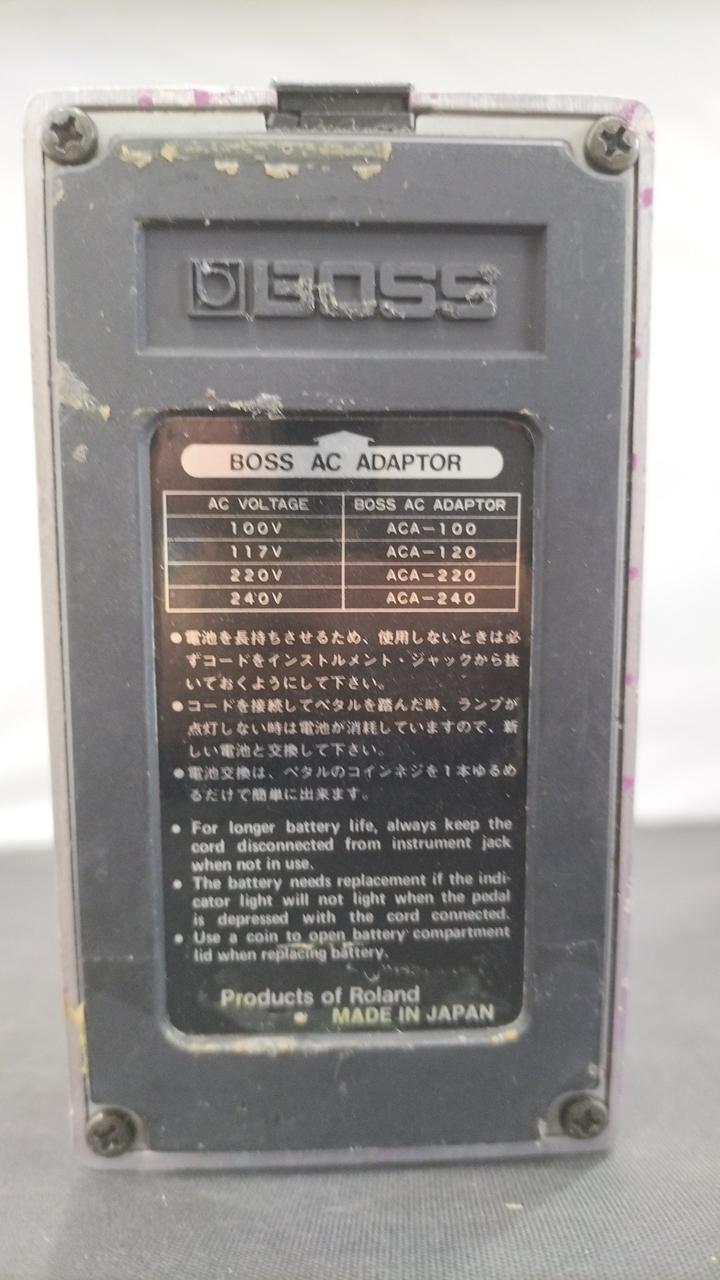 BOSS
BOSS AC ADAPTOR
AC VOLTAGE BOSS AC ADAPTOR
100V ACA-100
117V ACA-120
220V ACA-220
240V ACA-240
●電池を長持ちさせるため、使用しないときは必
ずコードをインストルメント・ジャックから抜
いておくようにして下さい。
●コードを接続してペタルを踏んだ時、ランプが
点灯しない時は電池が消耗していますので、新
しい電池と交換して下さい。
●電池交換は、ペタルのコインネジを1本ゆるめ
るだけで簡単に出来ます。
● For longer battery life, always keep the
cord disconnected from instrument jack
when not in use.
● The battery needs replacement if the indi-
cator light will not light when the pedal
is depressed with the cord connected.
● Use a coin to open battery compartment
lid when replacing battery.
Products of Roland
MADE IN JAPAN